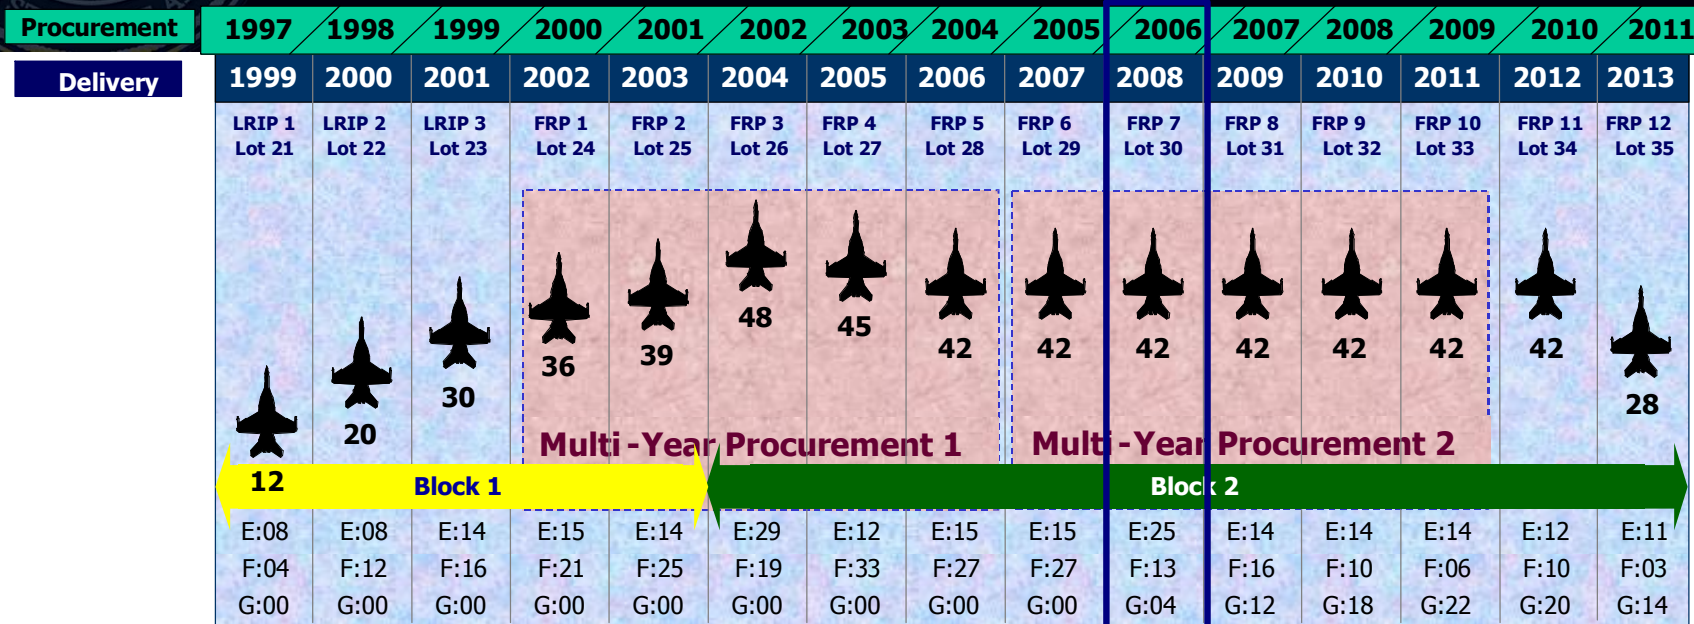 Procurement 1997 1998 1999 2000 2001 2002 2003 2004 2005 2006 2007 2008 2009 2010 2011
Delivery 1999 2000 2001 2002 2003 2004 2005 2006 2007 2008 2009 2010 2011 2012 2013
LRIP 1 LRIP 2 LRIP 3 FRP 1 FRP 2 FRP 3 FRP 4 FRP 5 FRP 6 FRP 7 FRP 8 FRP 9 FRP 10 FRP 11 FRP 12
Lot 21 Lot 22 Lot 23 Lot 24 Lot 25 Lot 26 Lot 27 Lot 28 Lot 29 Lot 30 Lot 31 Lot 32 Lot 33 Lot 34 Lot 35
12 20 30 36 39 48 45 42 42 42 42 42 42 42 28
Multi-Year Procurement 1 Multi-Year Procurement 2
Block 1 Block 2
E:08 E:08 E:14 E:15 E:14 E:29 E:12 E:15 E:15 E:25 E:14 E:14 E:14 E:12 E:11
F:04 F:12 F:16 F:21 F:25 F:19 F:33 F:27 F:27 F:13 F:16 F:10 F:06 F:10 F:03
G:00 G:00 G:00 G:00 G:00 G:00 G:00 G:00 G:00 G:04 G:12 G:18 G:22 G:20 G:14